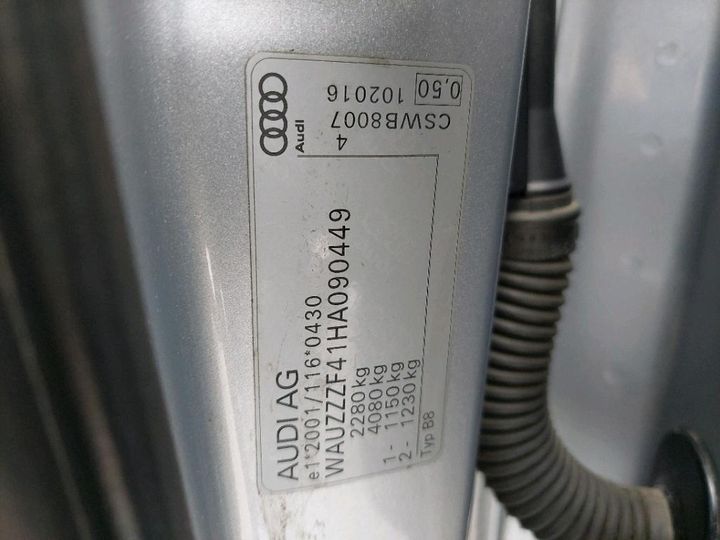 AUDI AG
e1*2001/116*0430
WAUZZZF41HA090449
2280 kg
4080 kg
1 - 1150 kg
2 - 1230 kg
Typ B8
Audi
4
CSWB8007
102016
0,50